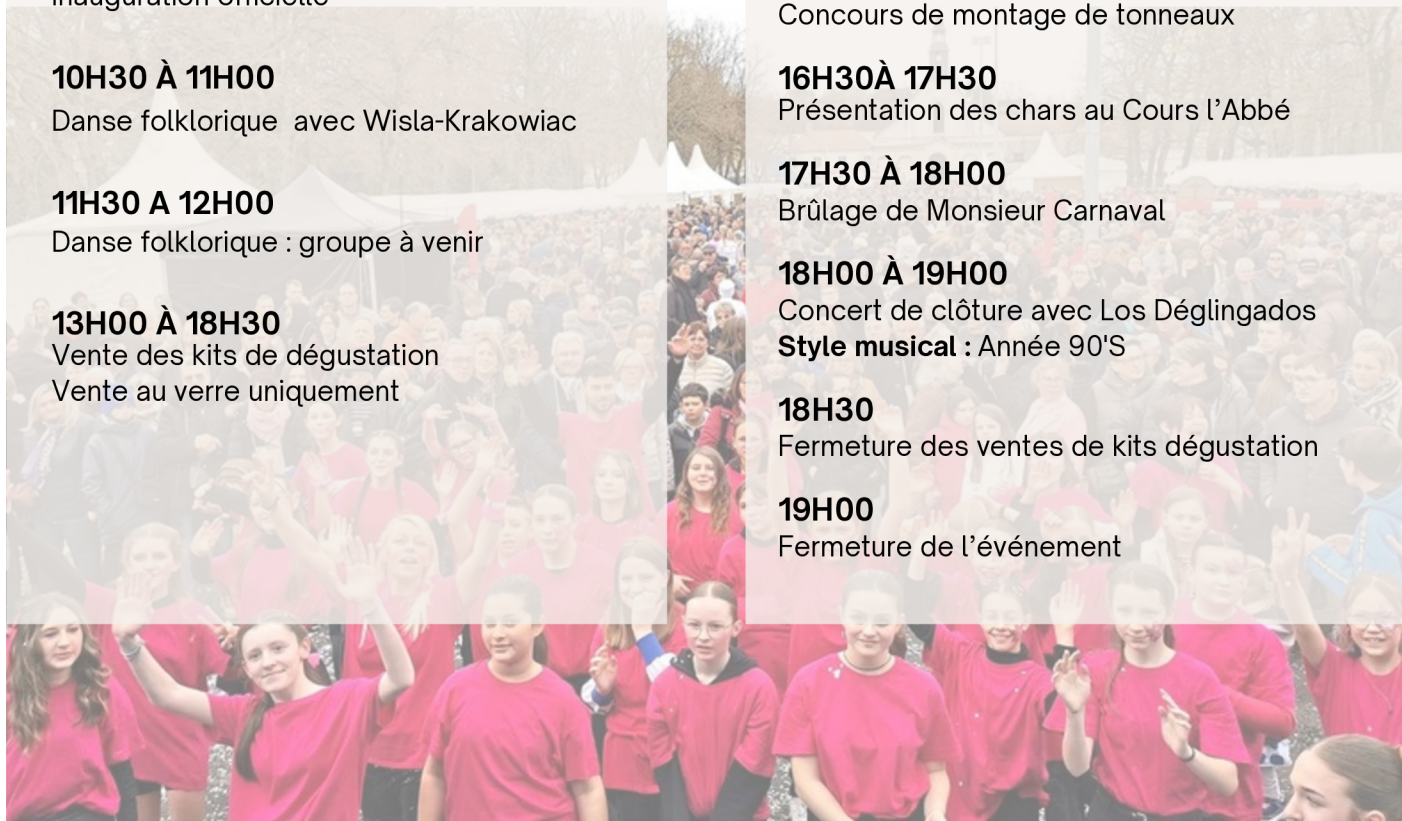 Inauguration officielle
10H30 À 11H00
Danse folklorique  avec Wisla-Krakowiac
11H30 A 12H00
Danse folklorique : groupe à venir
13H00 À 18H30
Vente des kits de dégustation
Vente au verre uniquement
Concours de montage de tonneaux
16H30À 17H30
Présentation des chars au Cours l’Abbé
17H30 À 18H00
Brûlage de Monsieur Carnaval
18H00 À 19H00
Concert de clôture avec Los Déglingados
Style musical : Année 90'S
18H30
Fermeture des ventes de kits dégustation
19H00
Fermeture de l’événement